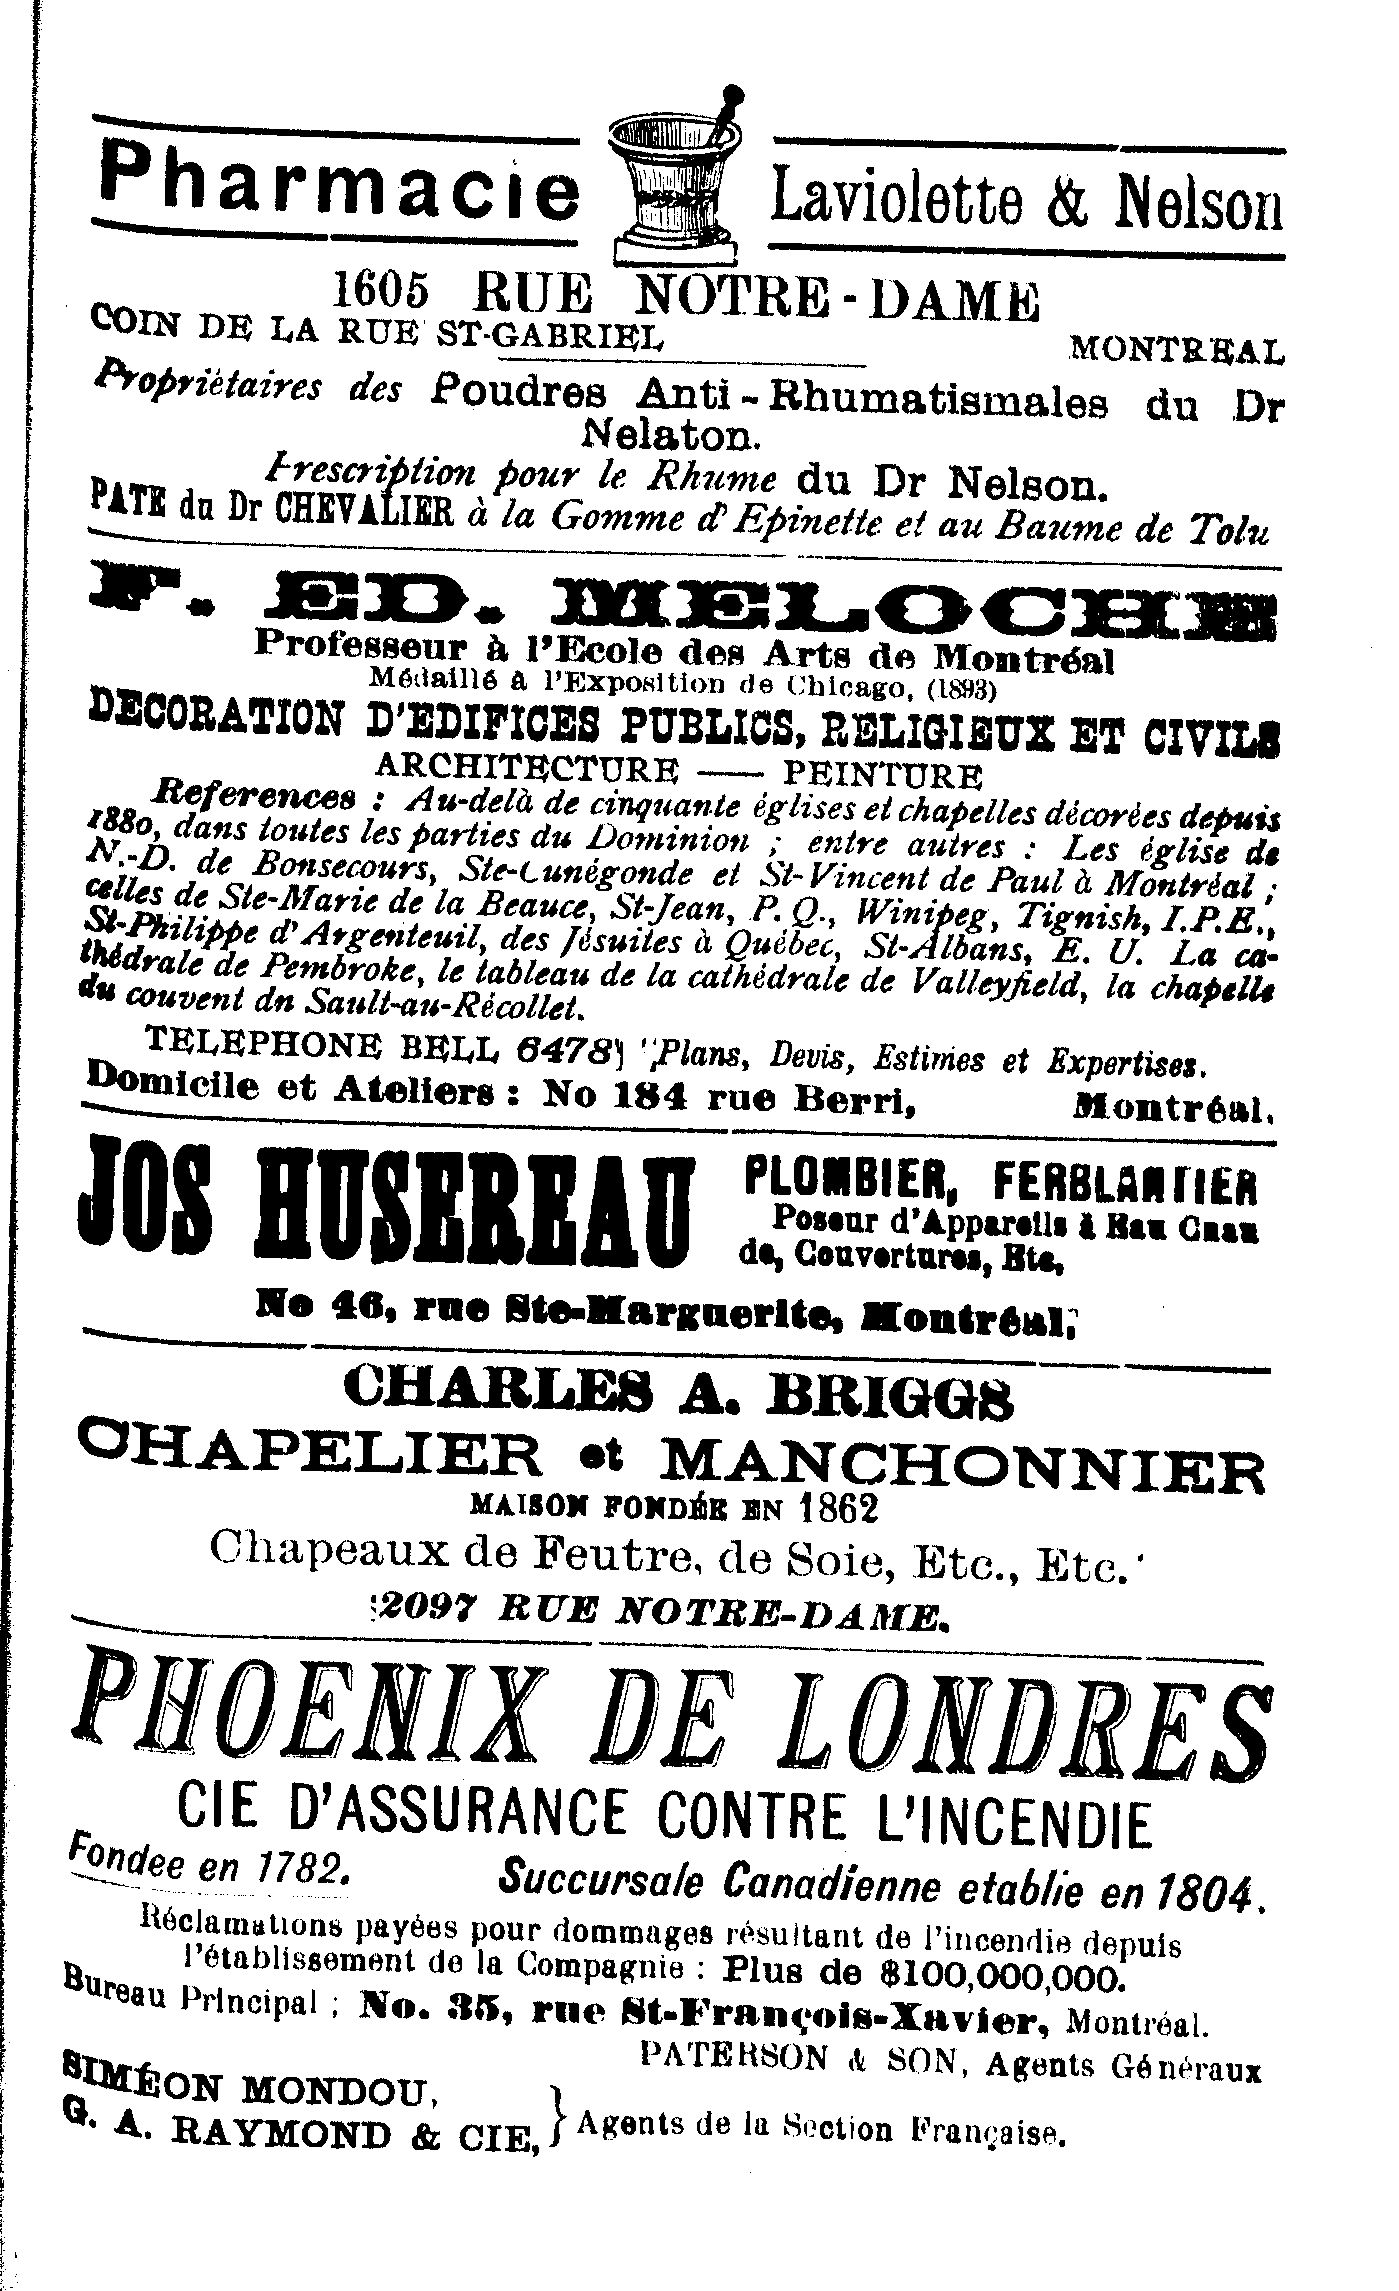 Pharmacie Laviolette & Nelson
1605 RUE NOTRE-DAME
COIN DE LA RUE ST-GABRIEL
MONTREAL
Propriétaires des Poudres Anti-Rhumatismales du Dr
Nelaton.
Prescription pour le Rhume du Dr Nelson.
PATE du Dr CHEVALIER à la Gomme d'Epinette et au Baume de Tolu
F. ED. MELOCHE
Professeur à l'Ecole des Arts de Montréal
Médaillé à l'Exposition de Chicago, (1893)
DECORATION D'EDIFICES PUBLICS, RELIGIEUX ET CIVILS
ARCHITECTURE — PEINTURE
References : Au-delà de cinquante églises et chapelles décorées depuis
1880, dans toutes les parties du Dominion ; entre autres : Les église de
N.-D. de Bonsecours, Ste-Cunégonde et St-Vincent de Paul à Montréal ;
celles de Ste-Marie de la Beauce, St-Jean, P. Q., Winipeg, Tignish, I.P.E.,
St-Philippe d'Argenteuil, des Jésuites à Québec, St-Albans, E. U. La ca-
thédrale de Pembroke, le tableau de la cathédrale de Valleyfield, la chapelle
du couvent dn Sault-au-Récollet.
TELEPHONE BELL 6478 Plans, Devis, Estimes et Expertises.
Domicile et Ateliers : No 184 rue Berri, Montréal.
JOS HUSEREAU
PLOMBIER, FERBLANTIER
Poseur d'Appareils à Eau Chau
de, Couvertures, Etc,
No 46, rue Ste-Marguerite, Montréal,
CHARLES A. BRIGGS
CHAPELIER et MANCHONNIER
MAISON FONDÉE EN 1862
Chapeaux de Feutre, de Soie, Etc., Etc.
2097 RUE NOTRE-DAME.
PHOENIX DE LONDRES
CIE D'ASSURANCE CONTRE L'INCENDIE
Fondee en 1782. Succursale Canadienne etablie en 1804.
Réclamations payées pour dommages résultant de l'incendie depuis
l'établissement de la Compagnie : Plus de $100,000,000.
Bureau Principal ; No. 35, rue St-François-Xavier, Montréal.
PATERSON & SON, Agents Généraux
SIMÉON MONDOU,
G. A. RAYMOND & CIE, } Agents de la Section Française.